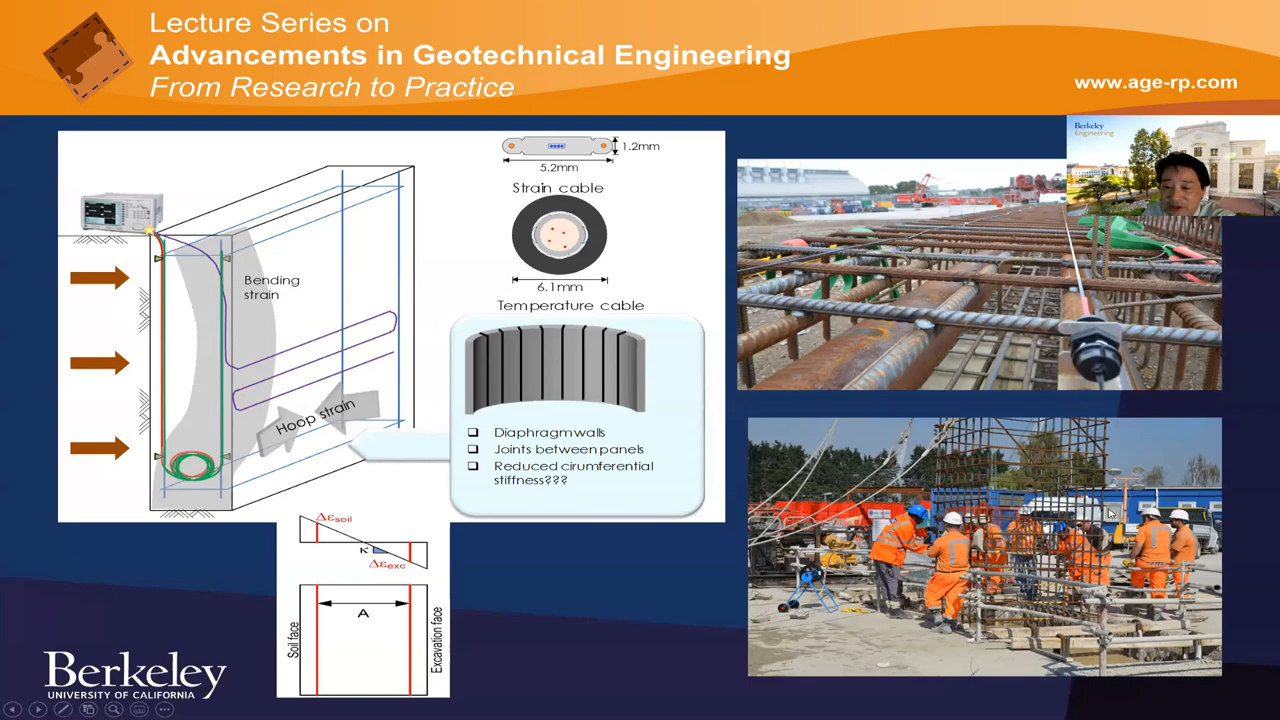 Lecture Series on
Advancements in Geotechnical Engineering
From Research to Practice
www.age-rp.com
Berkeley
Engineering
1.2mm
5.2mm
Strain cable
6.1mm
Temperature cable
Bending
strain
Hoop strain
Diaphragm walls
Joints between panels
Reduced cirumferential
stiffness???
Δεsoil
κ
Δεexc
A
Soil face
Excavation face
Berkeley
UNIVERSITY OF CALIFORNIA